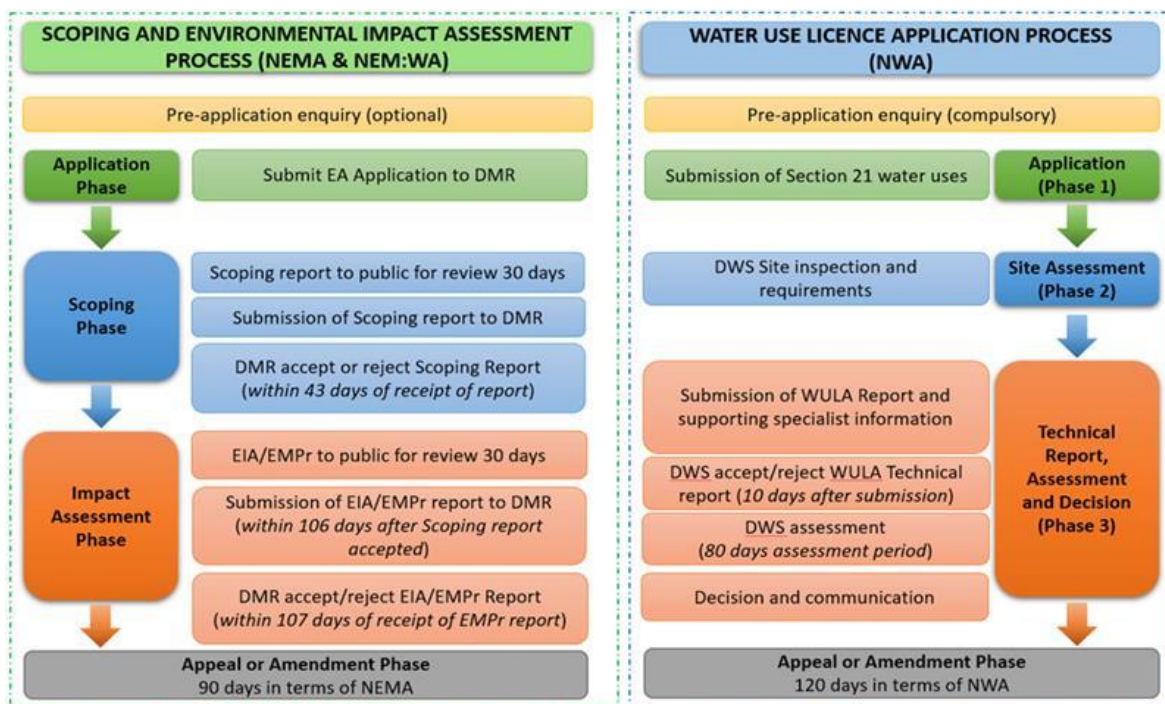 SCOPING AND ENVIRONMENTAL IMPACT ASSESSMENT
PROCESS (NEMA & NEM:WA)
Pre-application enquiry (optional)
Application
Phase
Submit EA Application to DMR
Scoping
Phase
Scoping report to public for review 30 days
Submission of Scoping report to DMR
DMR accept or reject Scoping Report
(within 43 days of receipt of report)
Impact
Assessment
Phase
EIA/EMPr to public for review 30 days
Submission of EIA/EMPr report to DMR
(within 106 days after Scoping report
accepted)
DMR accept/reject EIA/EMPr Report
(within 107 days of receipt of EMPr report)
Appeal or Amendment Phase
90 days in terms of NEMA
WATER USE LICENCE APPLICATION PROCESS
(NWA)
Pre-application enquiry (compulsory)
Submission of Section 21 water uses
Application
(Phase 1)
DWS Site inspection and
requirements
Site Assessment
(Phase 2)
Submission of WULA Report and
supporting specialist information
DWS accept/reject WULA Technical
report (10 days after submission)
DWS assessment
(80 days assessment period)
Decision and communication
Technical
Report,
Assessment
and Decision
(Phase 3)
Appeal or Amendment Phase
120 days in terms of NWA